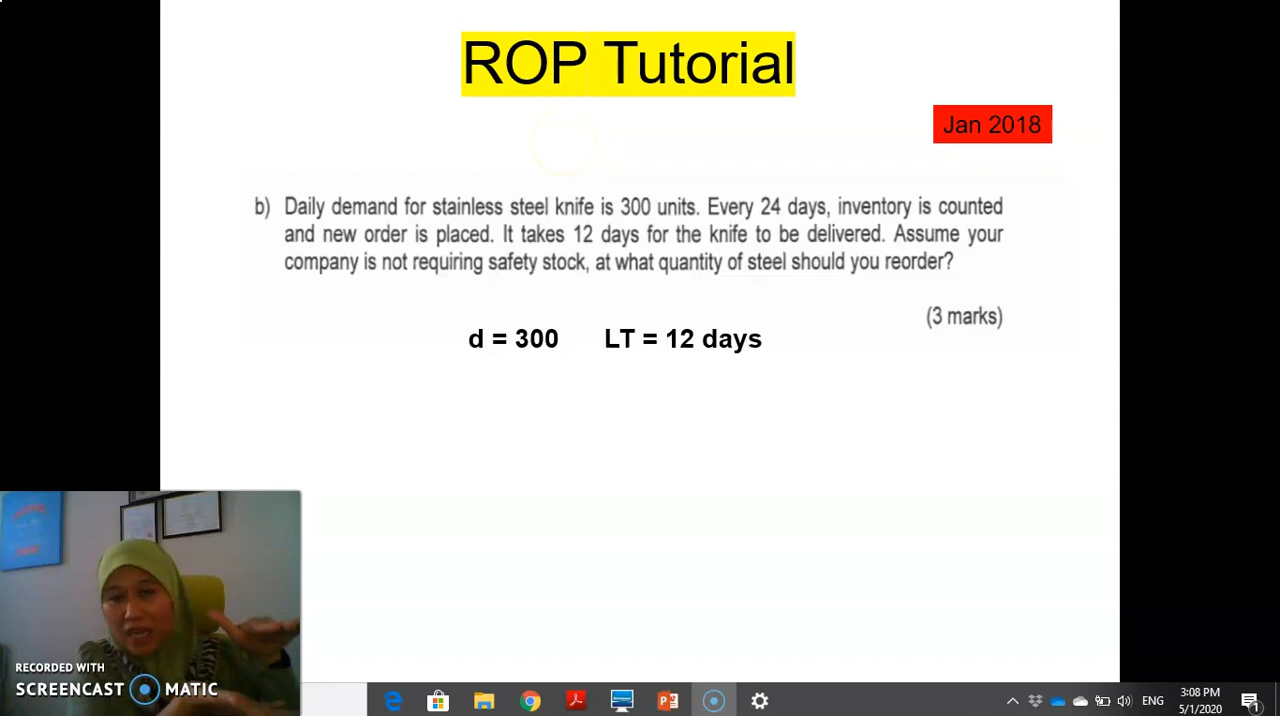 ROP Tutorial
Jan 2018
b) Daily demand for stainless steel knife is 300 units. Every 24 days, inventory is counted
and new order is placed. It takes 12 days for the knife to be delivered. Assume your
company is not requiring safety stock, at what quantity of steel should you reorder?
(3 marks)
d = 300 LT = 12 days
RECORDED WITH
SCREENCAST MATIC
ENG
3:08 PM
5/1/2020
1